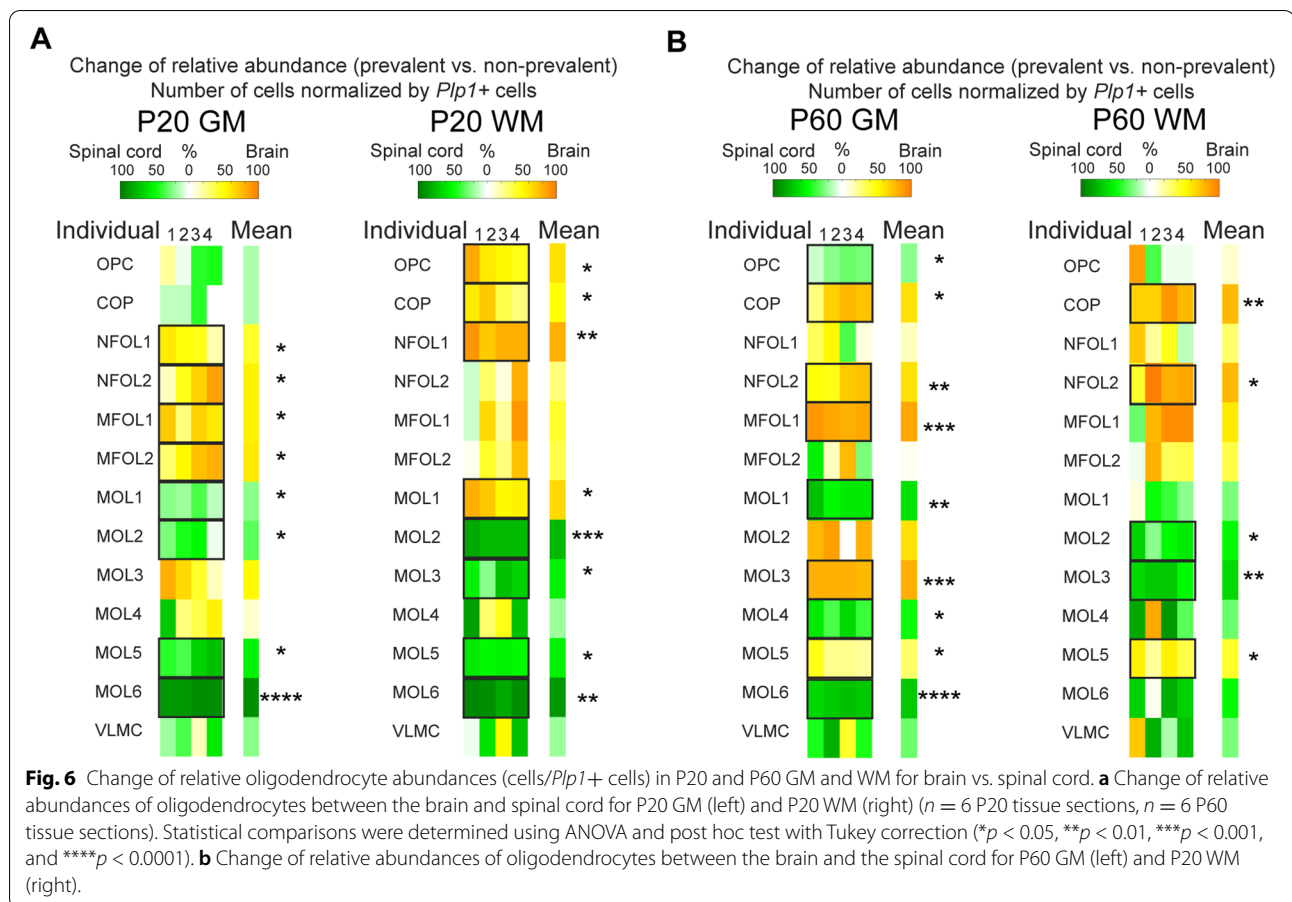 A
Change of relative abundance (prevalent vs. non-prevalent)
Number of cells normalized by Plp1+ cells
P20 GM
Spinal cord % Brain
100 50 0 50 100
Individual 1 2 3 4 Mean
OPC
COP
NFOL1 *
NFOL2 *
MFOL1 *
MFOL2 *
MOL1 *
MOL2 *
MOL3
MOL4
MOL5 *
MOL6 ****
VLMC
P20 WM
Spinal cord % Brain
100 50 0 50 100
Individual 1 2 3 4 Mean
OPC *
COP *
NFOL1 **
NFOL2
MFOL1
MFOL2
MOL1 *
MOL2 ***
MOL3 *
MOL4
MOL5 *
MOL6 **
VLMC
B
Change of relative abundance (prevalent vs. non-prevalent)
Number of cells normalized by Plp1+ cells
P60 GM
Spinal cord % Brain
100 50 0 50 100
Individual 1 2 3 4 Mean
OPC *
COP *
NFOL1
NFOL2 **
MFOL1 ***
MFOL2
MOL1 **
MOL2
MOL3 ***
MOL4 *
MOL5 *
MOL6 ****
VLMC
P60 WM
Spinal cord % Brain
100 50 0 50 100
Individual 1 2 3 4 Mean
OPC
COP **
NFOL1
NFOL2 *
MFOL1
MFOL2
MOL1
MOL2 *
MOL3 **
MOL4
MOL5 *
MOL6
VLMC
Fig. 6 Change of relative oligodendrocyte abundances (cells/Plp1+ cells) in P20 and P60 GM and WM for brain vs. spinal cord. a Change of relative
abundances of oligodendrocytes between the brain and spinal cord for P20 GM (left) and P20 WM (right) (n = 6 P20 tissue sections, n = 6 P60
tissue sections). Statistical comparisons were determined using ANOVA and post hoc test with Tukey correction (*p < 0.05, **p < 0.01, ***p < 0.001,
and ****p < 0.0001). b Change of relative abundances of oligodendrocytes between the brain and the spinal cord for P60 GM (left) and P20 WM
(right).